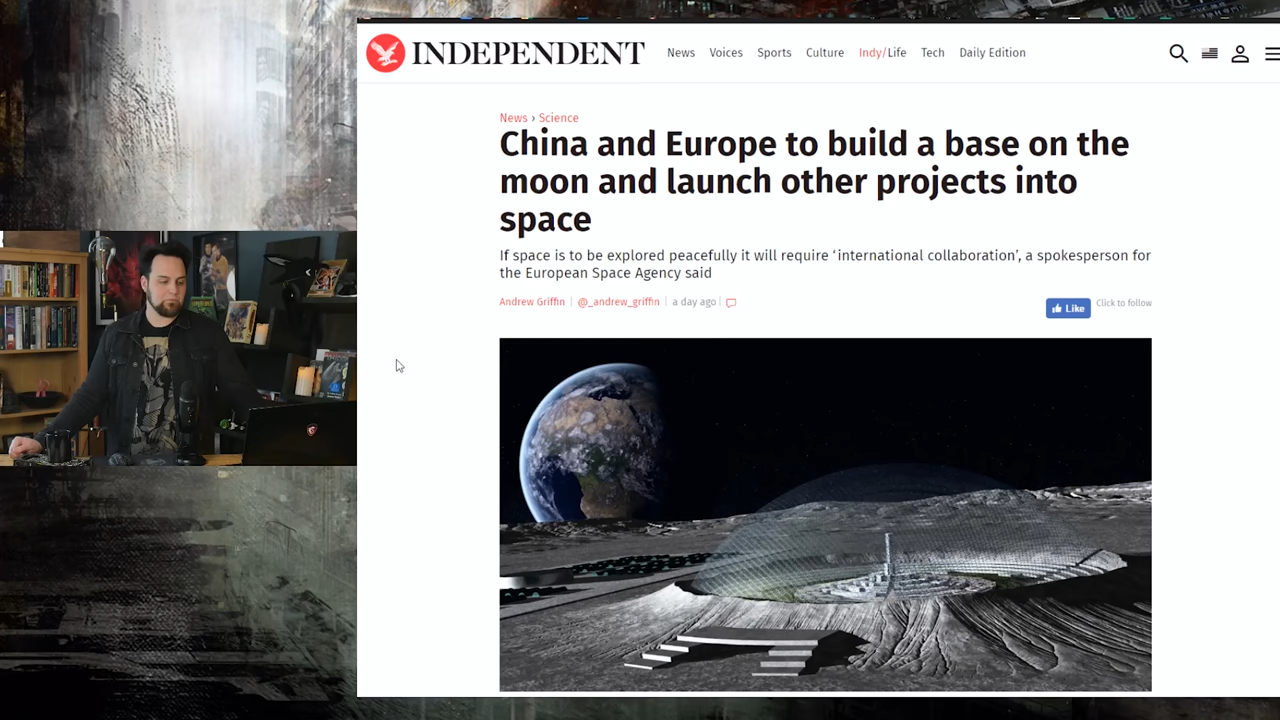 INDEPENDENT
News Voices Sports Culture Indy/Life Tech Daily Edition
News › Science
China and Europe to build a base on the
moon and launch other projects into
space
If space is to be explored peacefully it will require ‘international collaboration’, a spokesperson for
the European Space Agency said
Andrew Griffin | @_andrew_griffin | a day ago |
Like
Click to follow